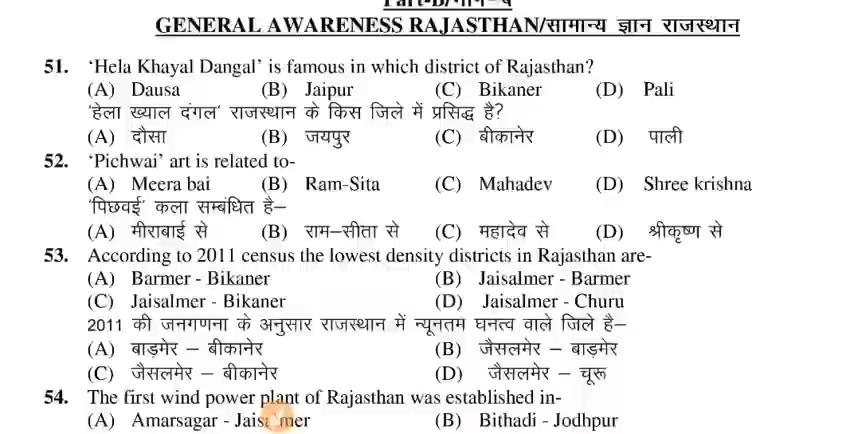 GENERAL AWARENESS RAJASTHAN/सामान्य ज्ञान राजस्थान
51. ‘Hela Khayal Dangal’ is famous in which district of Rajasthan?
(A) Dausa (B) Jaipur (C) Bikaner (D) Pali
‘हेला ख्याल दंगल’ राजस्थान के किस जिले में प्रसिद्ध है?
(A) दौसा (B) जयपुर (C) बीकानेर (D) पाली
52. ‘Pichwai’ art is related to-
(A) Meera bai (B) Ram-Sita (C) Mahadev (D) Shree krishna
‘पिछवई’ कला सम्बंधित है–
(A) मीराबाई से (B) राम–सीता से (C) महादेव से (D) श्रीकृष्ण से
53. According to 2011 census the lowest density districts in Rajasthan are-
(A) Barmer - Bikaner (B) Jaisalmer - Barmer
(C) Jaisalmer - Bikaner (D) Jaisalmer - Churu
2011 की जनगणना के अनुसार राजस्थान में न्यूनतम घनत्व वाले जिले है–
(A) बाड़मेर – बीकानेर (B) जैसलमेर – बाड़मेर
(C) जैसलमेर – बीकानेर (D) जैसलमेर – चूरू
54. The first wind power plant of Rajasthan was established in-
(A) Amarsagar - (B) Bithadi - Jodhpur